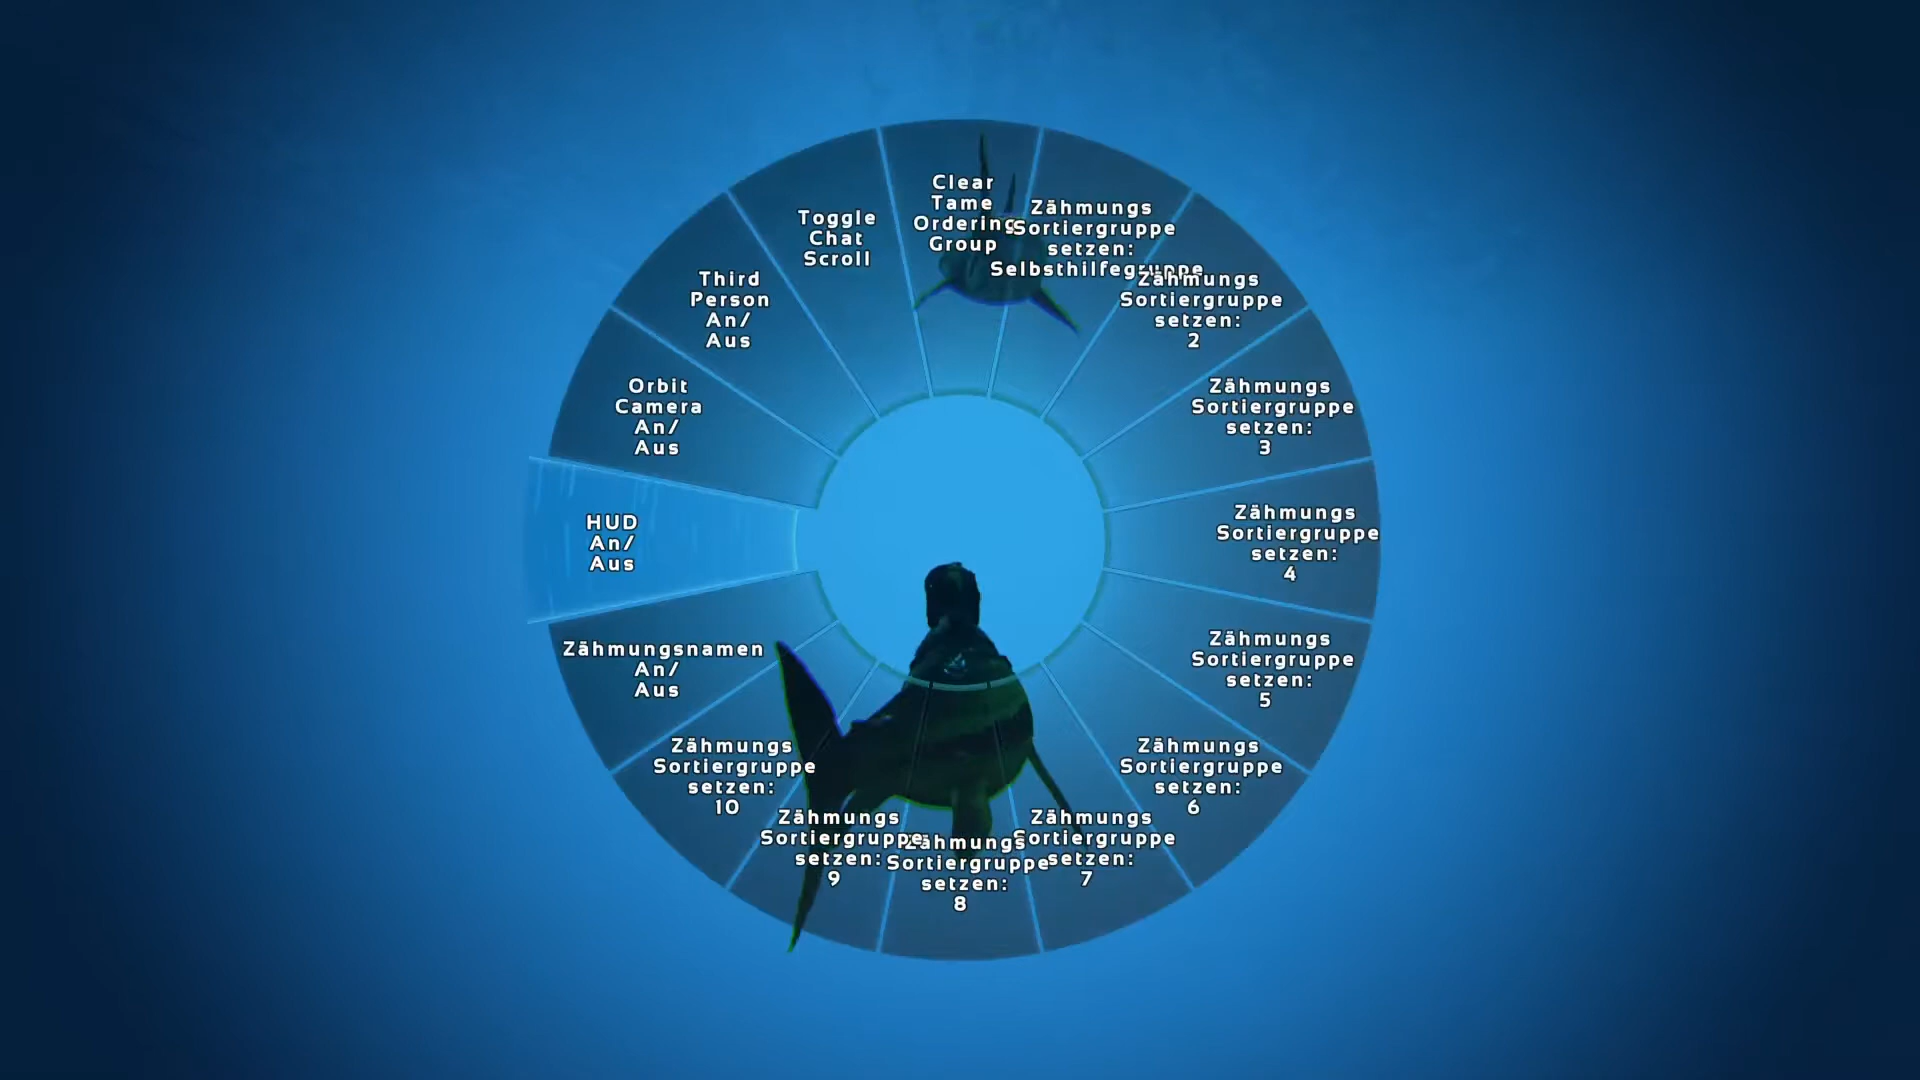 Clear
Tame
Ordering
Group
Zähmungs
Sortiergruppe
setzen:
Selbsthilfegruppe
Zähmungs
Sortiergruppe
setzen:
2
Zähmungs
Sortiergruppe
setzen:
3
Zähmungs
Sortiergruppe
setzen:
4
Zähmungs
Sortiergruppe
setzen:
5
Zähmungs
Sortiergruppe
setzen:
6
Zähmungs
Sortiergruppe
setzen:
7
Zähmungs
Sortiergruppe
setzen:
8
Zähmungs
Sortiergruppe
setzen:
9
Zähmungs
Sortiergruppe
setzen:
10
Zähmungsnamen
An/
Aus
HUD
An/
Aus
Orbit
Camera
An/
Aus
Third
Person
An/
Aus
Toggle
Chat
Scroll